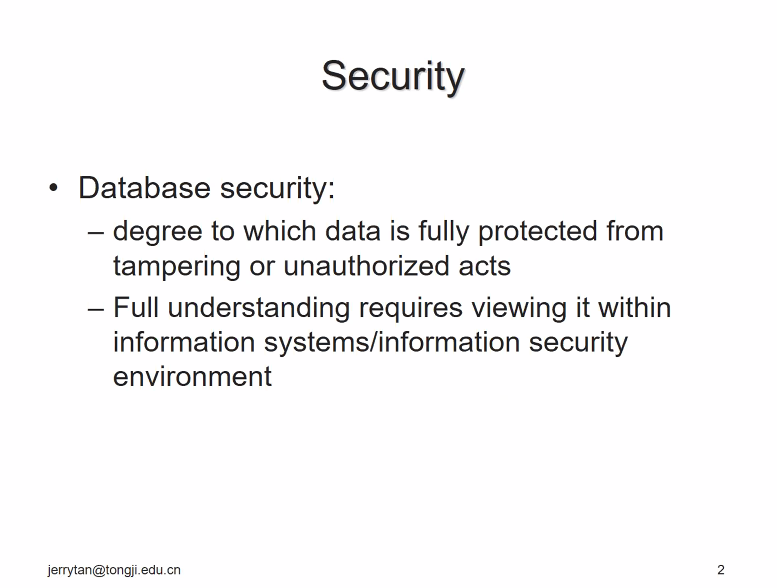 Security
• Database security:
– degree to which data is fully protected from
tampering or unauthorized acts
– Full understanding requires viewing it within
information systems/information security
environment
jerrytan@tongji.edu.cn
2